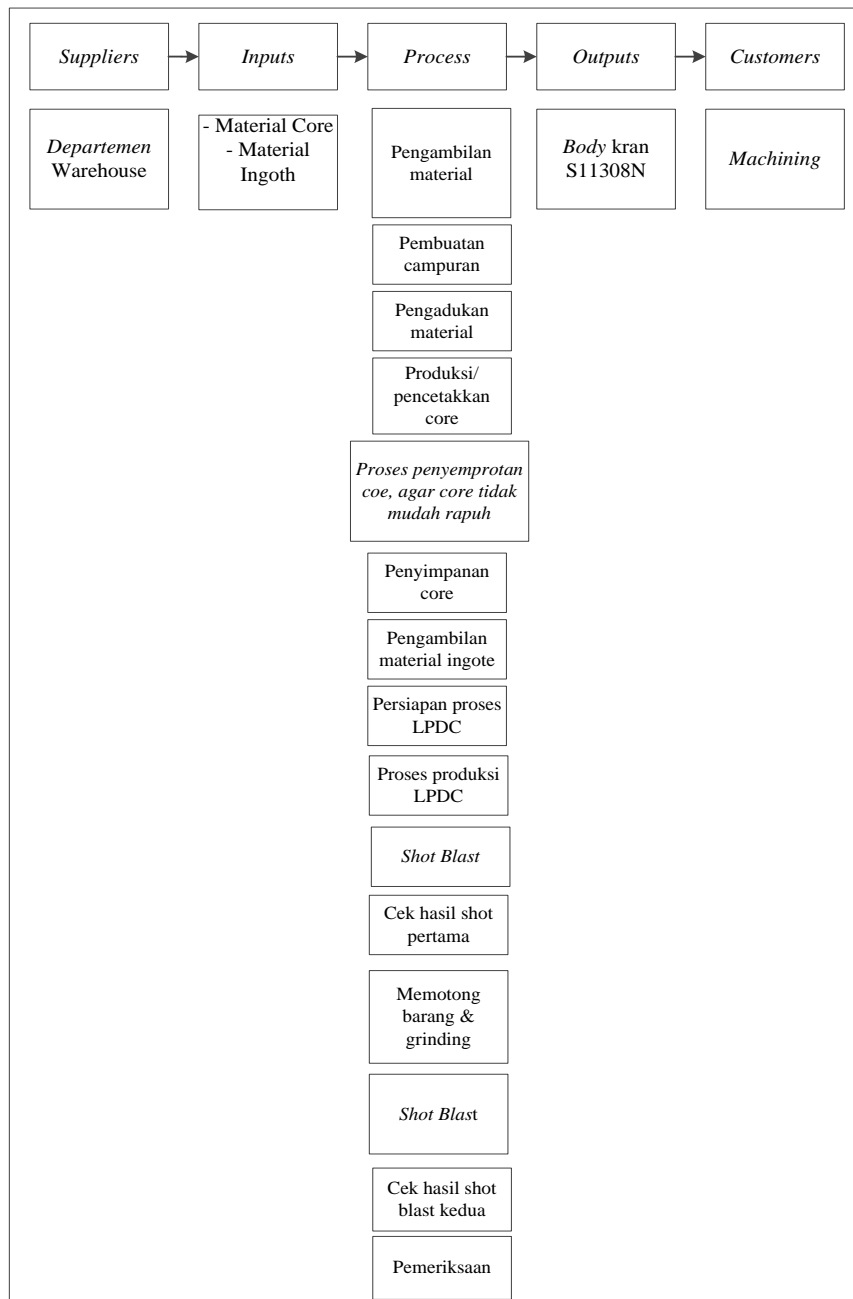 Suppliers
Inputs
Process
Outputs
Customers
Departemen
Warehouse
- Material Core
- Material
Ingoth
Pengambilan
material
Body kran
S11308N
Machining
Pembuatan
campuran
Pengadukan
material
Produksi/
pencetakkan
core
Proses penyemprotan
coe, agar core tidak
mudah rapuh
Penyimpanan
core
Pengambilan
material ingote
Persiapan proses
LPDC
Proses produksi
LPDC
Shot Blast
Cek hasil shot
pertama
Memotong
barang &
grinding
Shot Blast
Cek hasil shot
blast kedua
Pemeriksaan